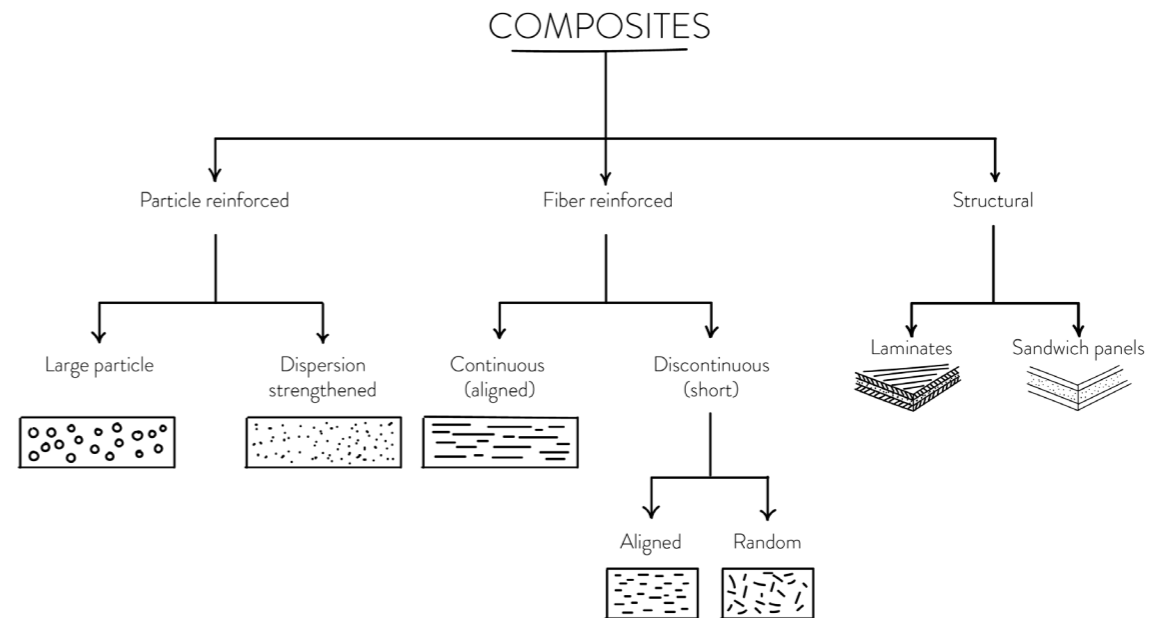 COMPOSITES
Particle reinforced
Fiber reinforced
Structural
Large particle
Dispersion
strengthened
Continuous
(aligned)
Discontinuous
(short)
Laminates
Sandwich panels
Aligned
Random